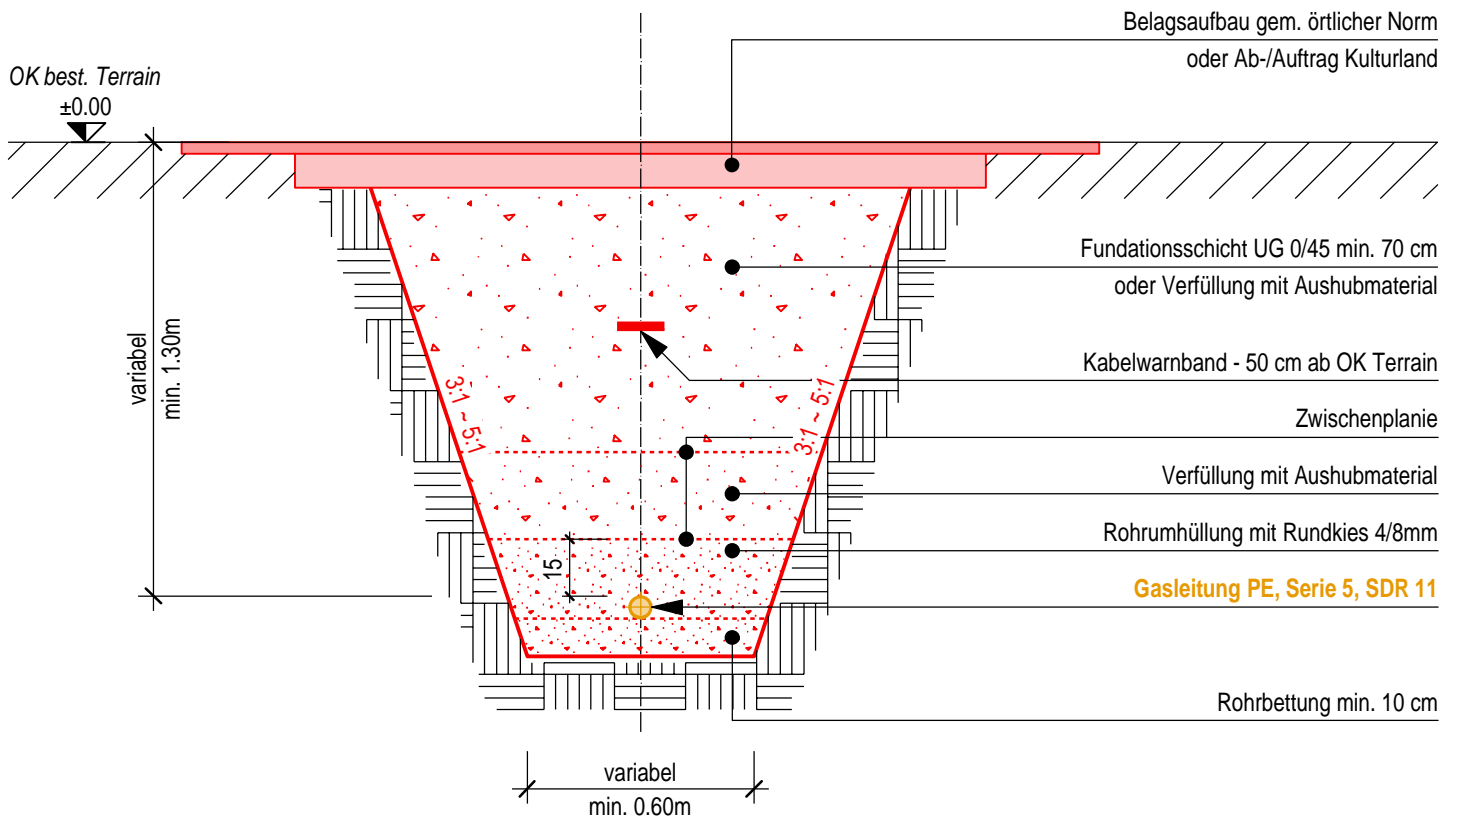 Belagsaufbau gem. örtlicher Norm
oder Ab-/Auftrag Kulturland
OK best. Terrain
±0.00
Fundationsschicht UG 0/45 min. 70 cm
oder Verfüllung mit Aushubmaterial
variabel
min. 1.30m
Kabelwarnband - 50 cm ab OK Terrain
3:1 ~ 5:1
3:1 ~ 5:1
Zwischenplanie
Verfüllung mit Aushubmaterial
Rohrumhüllung mit Rundkies 4/8mm
15
Gasleitung PE, Serie 5, SDR 11
Rohrbettung min. 10 cm
variabel
min. 0.60m